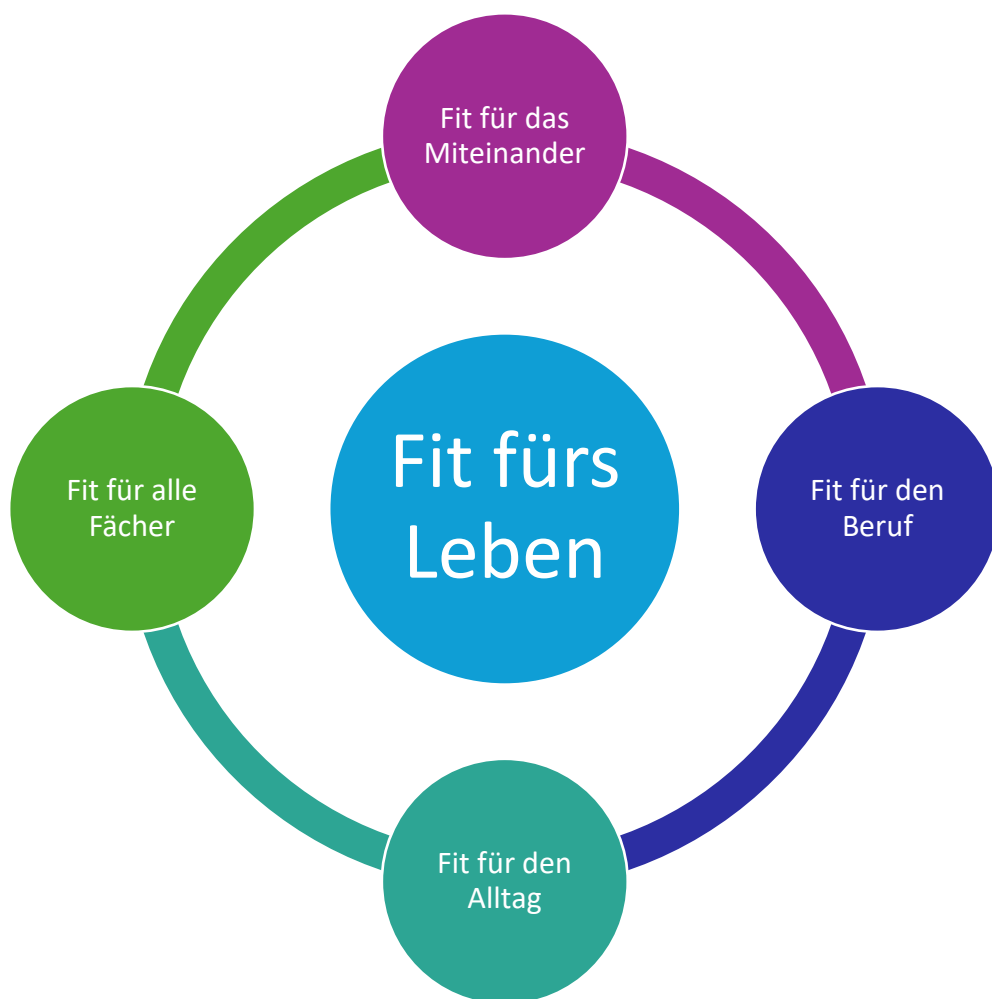 Fit für das
Miteinander
Fit für alle
Fächer
Fit fürs
Leben
Fit für den
Beruf
Fit für den
Alltag